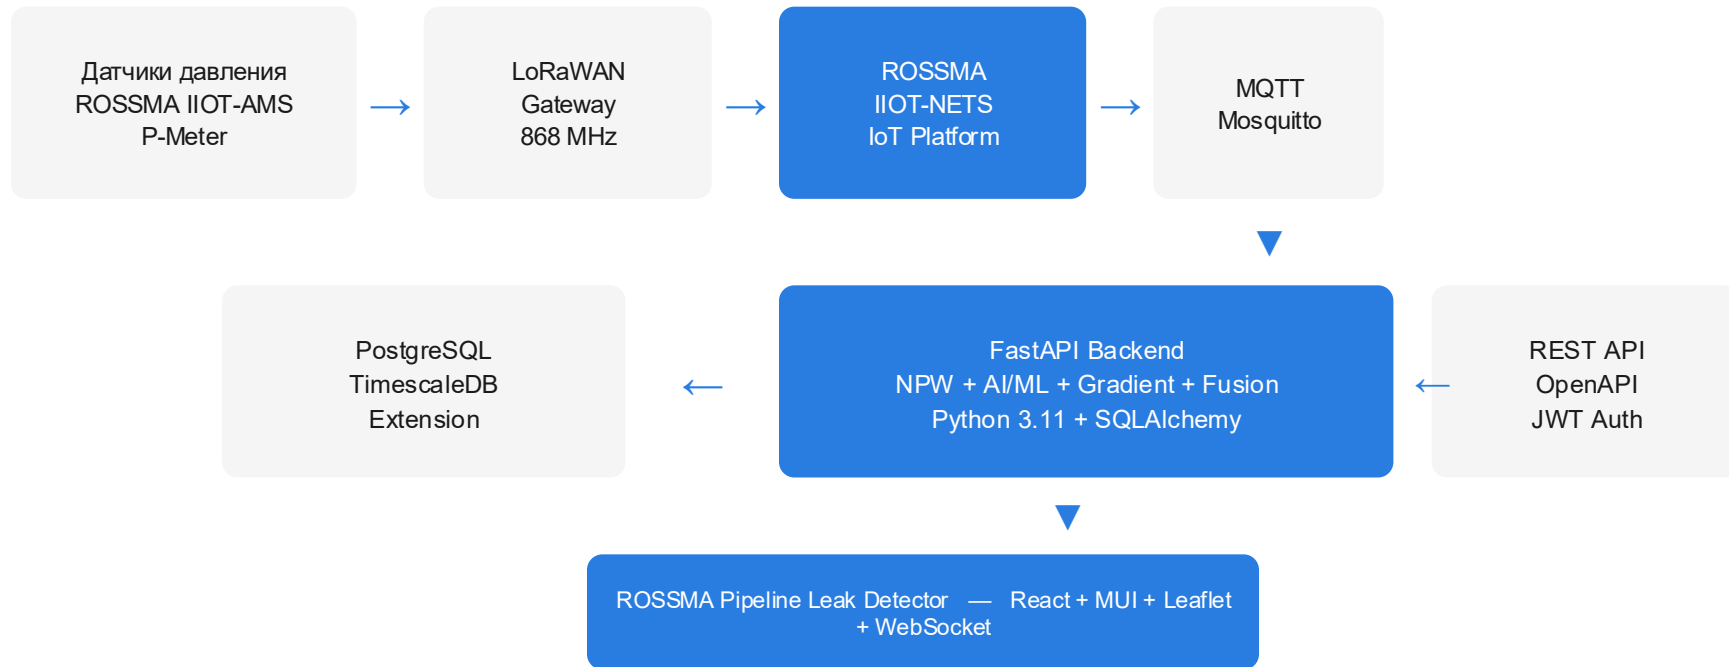 Датчики давления
ROSSMA IIOT-AMS
P-Meter
LoRaWAN
Gateway
868 MHz
ROSSMA
IIOT-NETS
IoT Platform
MQTT
Mosquitto
PostgreSQL
TimescaleDB
Extension
FastAPI Backend
NPW + AI/ML + Gradient + Fusion
Python 3.11 + SQLAlchemy
REST API
OpenAPI
JWT Auth
ROSSMA Pipeline Leak Detector — React + MUI + Leaflet
+ WebSocket